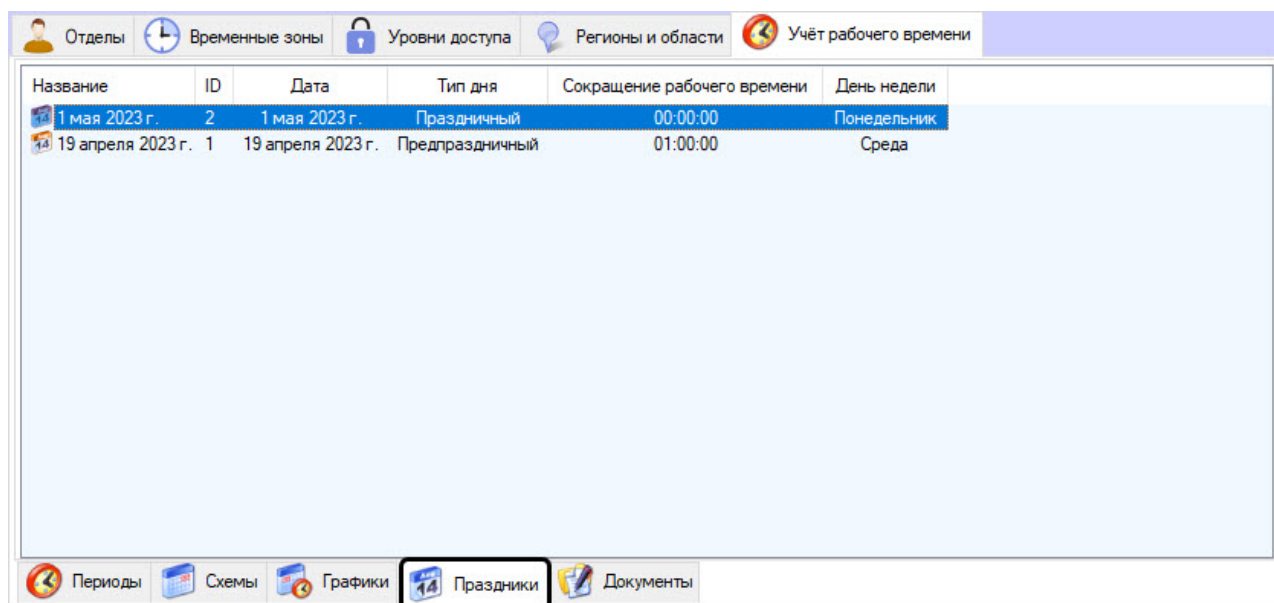 Отделы Временные зоны Уровни доступа Регионы и области Учёт рабочего времени
Название ID Дата Тип дня Сокращение рабочего времени День недели
1 мая 2023 г. 2 1 мая 2023 г. Праздничный 00:00:00 Понедельник
19 апреля 2023 г. 1 19 апреля 2023 г. Предпраздничный 01:00:00 Среда
Периоды Схемы Графики 14 Праздники Документы